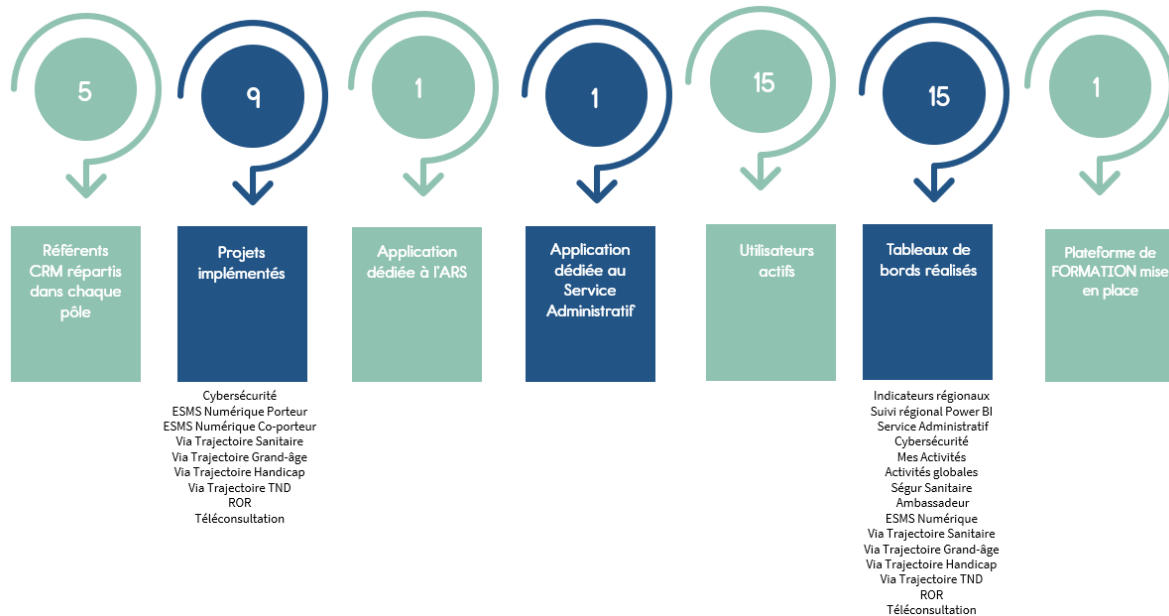 5
9
1
1
15
15
1
Référents
CRM répartis
dans chaque
pôle
Projets
implémentés
Application
dédiée à l'ARS
Application
dédiée au
Service
Administratif
Utilisateurs
actifs
Tableaux de
bords réalisés
Plateforme de
FORMATION mise
en place
Cybersécurité
ESMS Numérique Porteur
ESMS Numérique Co-porteur
Via Trajectoire Sanitaire
Via Trajectoire Grand-âge
Via Trajectoire Handicap
Via Trajectoire TND
ROR
Téléconsultation
Indicateurs régionaux
Suivi régional Power BI
Service Administratif
Cybersécurité
Mes Activités
Activités globales
Ségur Sanitaire
Ambassadeur
ESMS Numérique
Via Trajectoire Sanitaire
Via Trajectoire Grand-âge
Via Trajectoire Handicap
Via Trajectoire TND
ROR
Téléconsultation